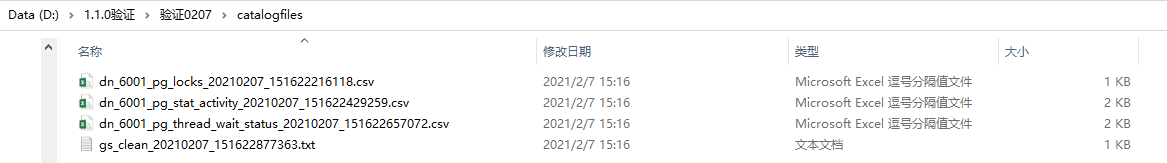 Data (D:) > 1.1.0验证 > 验证0207 > catalogfiles
名称 修改日期 类型 大小
dn_6001_pg_locks_20210207_151622216118.csv 2021/2/7 15:16 Microsoft Excel 逗号分隔值文件 1 KB
dn_6001_pg_stat_activity_20210207_151622429259.csv 2021/2/7 15:16 Microsoft Excel 逗号分隔值文件 2 KB
dn_6001_pg_thread_wait_status_20210207_151622657072.csv 2021/2/7 15:16 Microsoft Excel 逗号分隔值文件 2 KB
gs_clean_20210207_151622877363.txt 2021/2/7 15:16 文本文档 1 KB